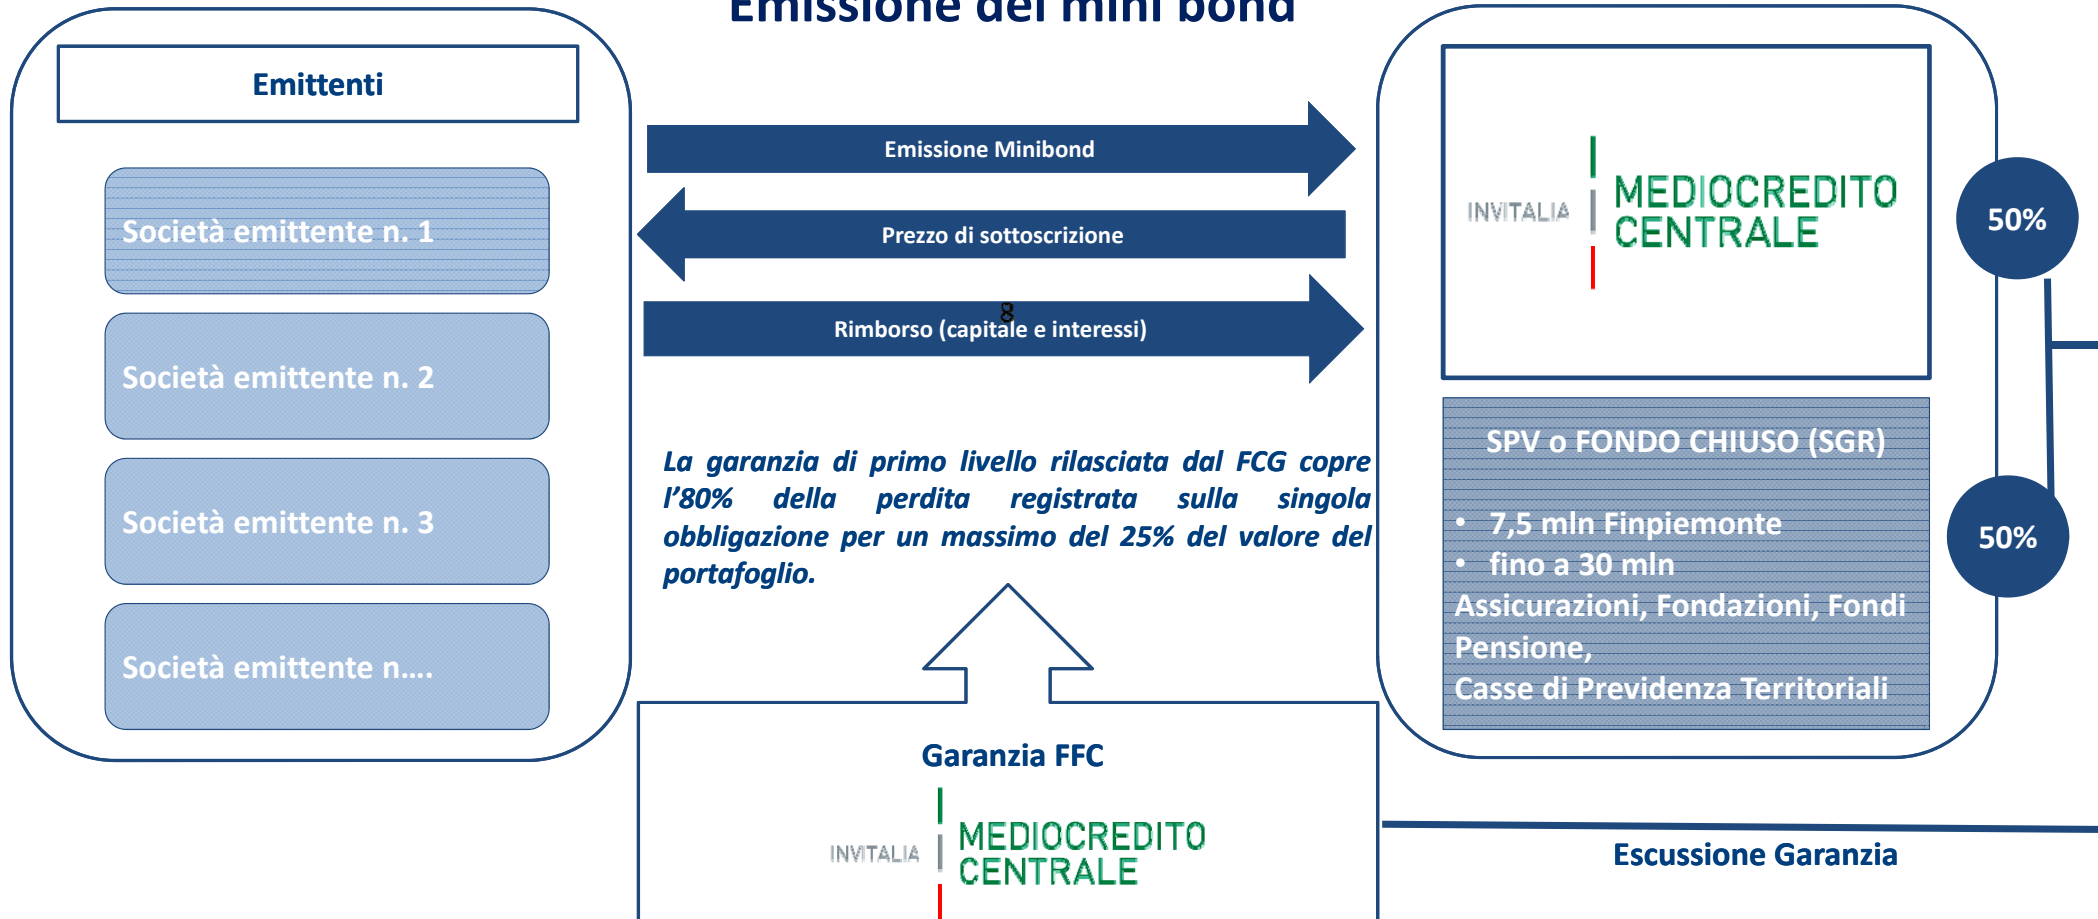 Emissione dei mini bond
Emittenti
Società emittente n. 1
Società emittente n. 2
Società emittente n. 3
Società emittente n....
Emissione Minibond
Prezzo di sottoscrizione
8
Rimborso (capitale e interessi)
La garanzia di primo livello rilasciata dal FCG copre
l’80% della perdita registrata sulla singola
obbligazione per un massimo del 25% del valore del
portafoglio.
Garanzia FFC
INVITALIA
MEDIOCREDITO
CENTRALE
INVITALIA
MEDIOCREDITO
CENTRALE
50%
SPV o FONDO CHIUSO (SGR)
• 7,5 mln Finpiemonte
• fino a 30 mln
Assicurazioni, Fondazioni, Fondi
Pensione,
Casse di Previdenza Territoriali
50%
Escussione Garanzia